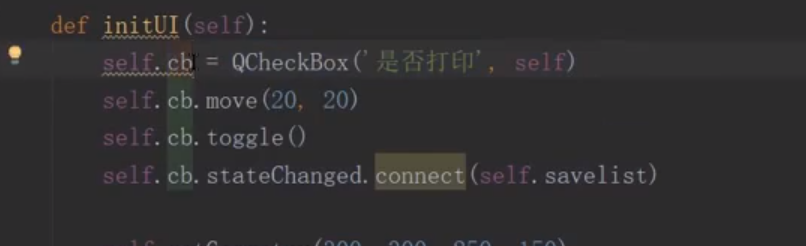 def initUI(self):
self.cb = QCheckBox('是否打印', self)
self.cb.move(20, 20)
self.cb.toggle()
self.cb.stateChanged.connect(self.savelist)